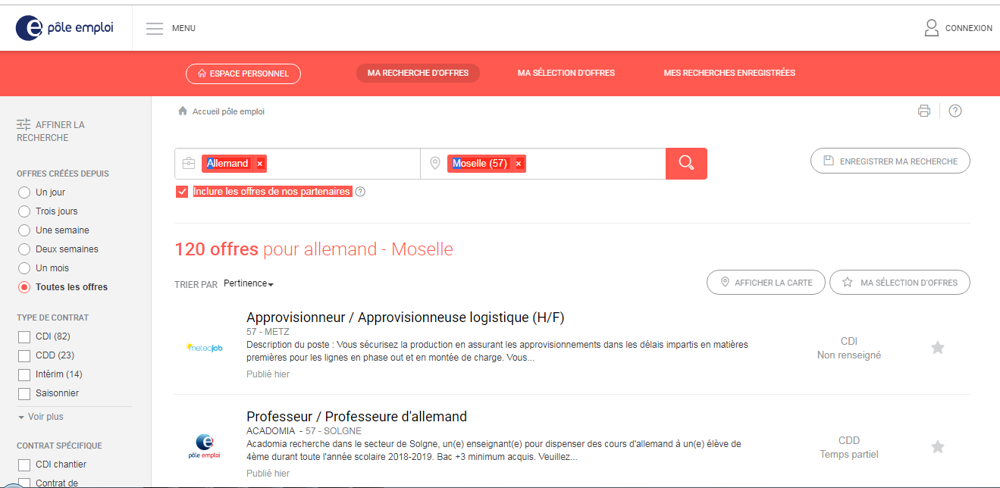 pôle emploi
MENU
CONNEXION
ESPACE PERSONNEL
MA RECHERCHE D'OFFRES
MA SÉLECTION D'OFFRES
MES RECHERCHES ENREGISTRÉES
AFFINER LA
RECHERCHE
OFFRES CRÉÉES DEPUIS
Un jour
Trois jours
Une semaine
Deux semaines
Un mois
Toutes les offres
TYPE DE CONTRAT
CDI (82)
CDD (23)
Intérim (14)
Saisonnier
Voir plus
CONTRAT SPÉCIFIQUE
CDI chantier
Contrat de
Accueil pôle emploi
?
Allemand ×
Moselle (57) ×
ENREGISTRER MA RECHERCHE
Inclure les offres de nos partenaires ?
120 offres pour allemand - Moselle
TRIER PAR Pertinence
AFFICHER LA CARTE
MA SÉLECTION D'OFFRES
meteojob
Approvisionneur / Approvisionneuse logistique (H/F)
57 - METZ
Description du poste : Vous sécurisez la production en assurant les approvisionnements dans les délais impartis en matières
premières pour les lignes en phase out et en montée de charge. Vous...
Publié hier
CDI
Non renseigné
pôle emploi
Professeur / Professeure d'allemand
ACADOMIA - 57 - SOLGNE
Acadomia recherche dans le secteur de Solgne, un(e) enseignant(e) pour dispenser des cours d'allemand à un(e) élève de
4ème durant toute l'année scolaire 2018-2019. Bac +3 minimum acquis. Veuillez...
Publié hier
CDD
Temps partiel